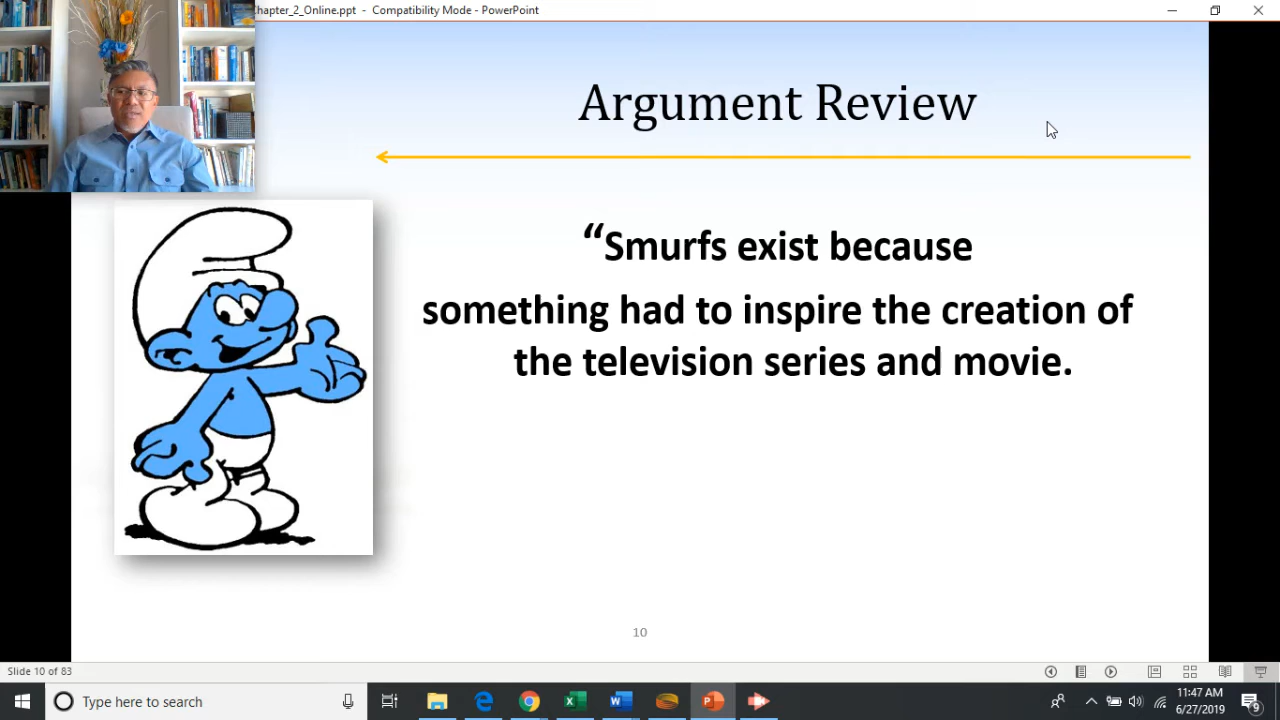 hapter_2_Online.ppt - Compatibility Mode - PowerPoint
Argument Review
“Smurfs exist because
something had to inspire the creation of
the television series and movie.
10
Slide 10 of 83
Type here to search
11:47 AM
6/27/2019
9